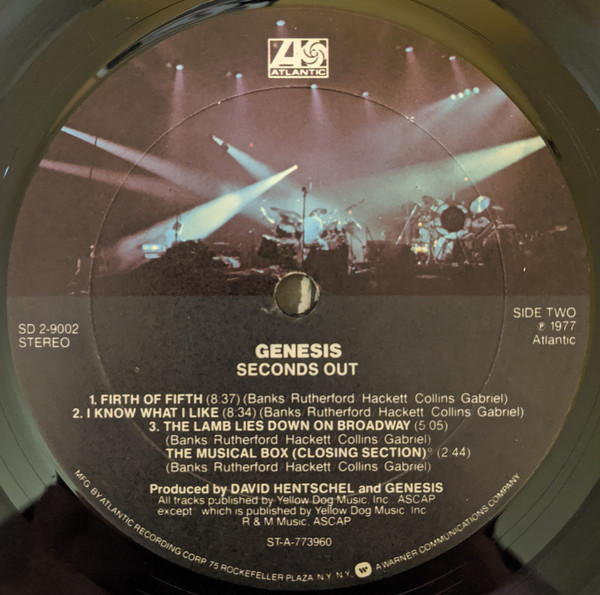 ATLANTIC
SD 2-9002
STEREO
SIDE TWO
℗ 1977
Atlantic
GENESIS
SECONDS OUT
1. FIRTH OF FIFTH (8:37) (Banks/Rutherford/Hackett/Collins/Gabriel)
2. I KNOW WHAT I LIKE (8:34) (Banks/Rutherford/Hackett/Collins/Gabriel)
3. THE LAMB LIES DOWN ON BROADWAY (5:05)
(Banks/Rutherford/Hackett/Collins/Gabriel)
THE MUSICAL BOX (CLOSING SECTION)° (2:44)
(Banks/Rutherford/Hackett/Collins/Gabriel)
Produced by DAVID HENTSCHEL and GENESIS
All tracks published by Yellow Dog Music, Inc. ASCAP
except° which is published by Yellow Dog Music, Inc.
R & M Music. ASCAP
ST-A-773960
MFG. BY ATLANTIC RECORDING CORP. 75 ROCKEFELLER PLAZA, N.Y. N.Y. A WARNER COMMUNICATIONS COMPANY